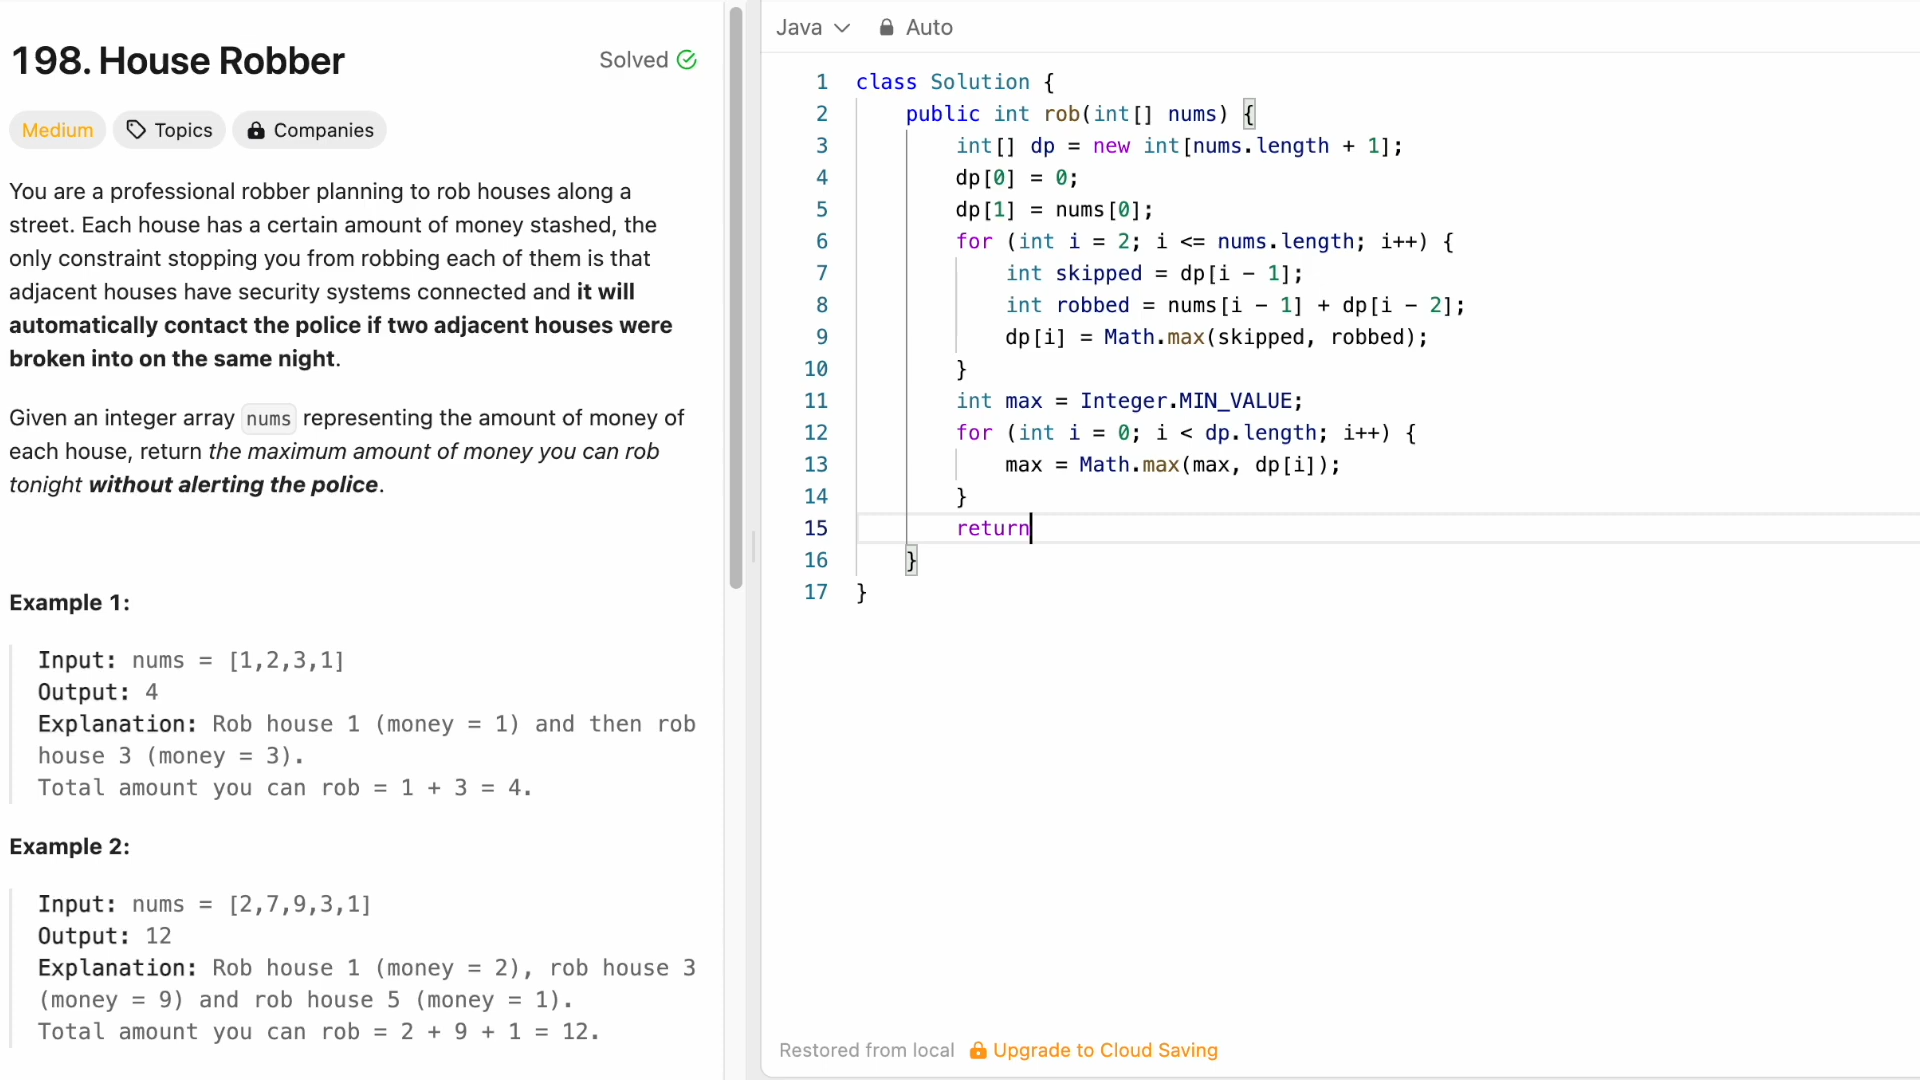 198. House Robber
Solved
Medium
Topics
Companies
You are a professional robber planning to rob houses along a
street. Each house has a certain amount of money stashed, the
only constraint stopping you from robbing each of them is that
adjacent houses have security systems connected and it will
automatically contact the police if two adjacent houses were
broken into on the same night.
Given an integer array nums representing the amount of money of
each house, return the maximum amount of money you can rob
tonight without alerting the police.
Example 1:
Input: nums = [1,2,3,1]
Output: 4
Explanation: Rob house 1 (money = 1) and then rob
house 3 (money = 3).
Total amount you can rob = 1 + 3 = 4.
Example 2:
Input: nums = [2,7,9,3,1]
Output: 12
Explanation: Rob house 1 (money = 2), rob house 3
(money = 9) and rob house 5 (money = 1).
Total amount you can rob = 2 + 9 + 1 = 12.
Java
Auto
1 class Solution {
2 public int rob(int[] nums) {
3 int[] dp = new int[nums.length + 1];
4 dp[0] = 0;
5 dp[1] = nums[0];
6 for (int i = 2; i <= nums.length; i++) {
7 int skipped = dp[i - 1];
8 int robbed = nums[i - 1] + dp[i - 2];
9 dp[i] = Math.max(skipped, robbed);
10 }
11 int max = Integer.MIN_VALUE;
12 for (int i = 0; i < dp.length; i++) {
13 max = Math.max(max, dp[i]);
14 }
15 return
16 }
17 }
Restored from local
Upgrade to Cloud Saving